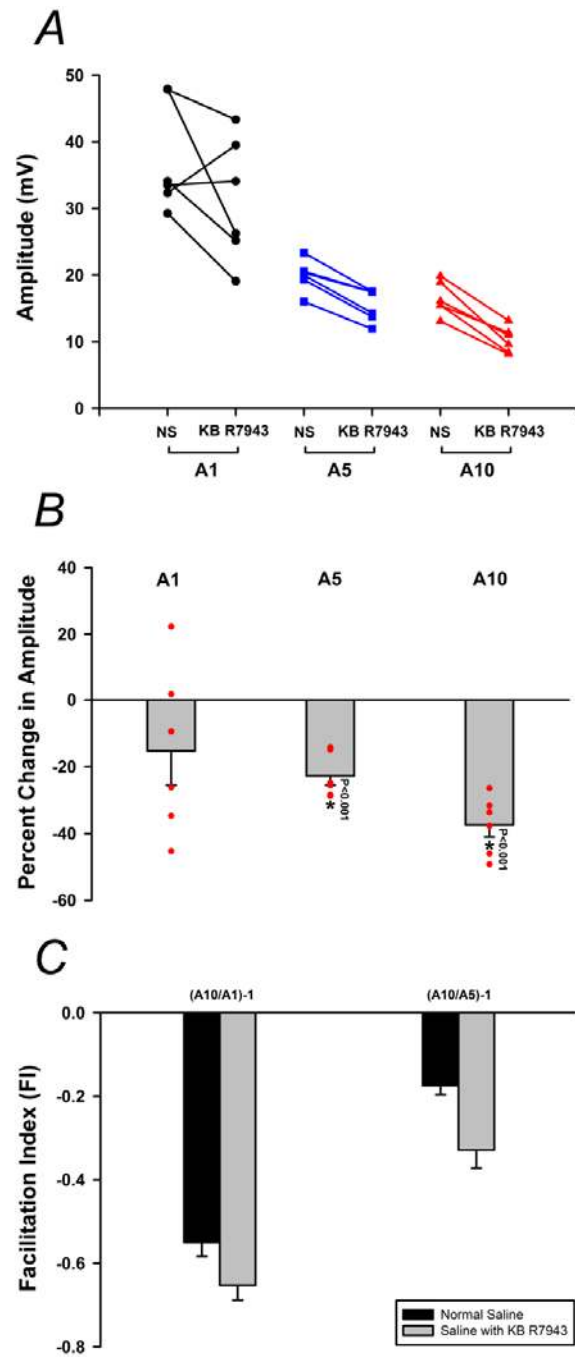 A
50
40
30
20
10
0
Amplitude (mV)
NS KB R7943 NS KB R7943 NS KB R7943
A1 A5 A10
B
40
20
0
-20
-40
-60
Percent Change in Amplitude
A1 A5 A10
P<0.001
*
P<0.001
*
C
(A10/A1)-1 (A10/A5)-1
0.0
-0.2
-0.4
-0.6
-0.8
Facilitation Index (FI)
Normal Saline
Saline with KB R7943